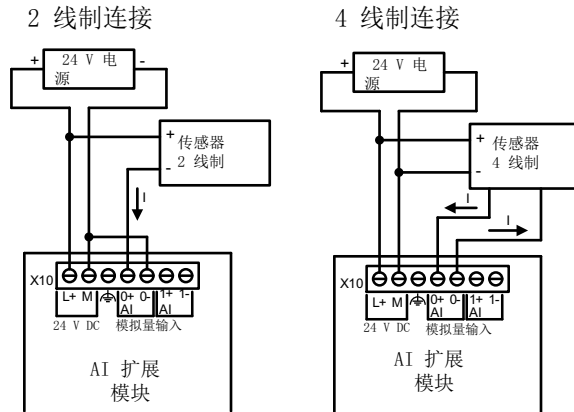 2 线制连接
+ 24 V 电源 -
+ 传感器
- 2 线制
I
X10
L+ M 0+ 0- 1+ 1-
AI AI
24 V DC 模拟量输入
AI 扩展
模块
4 线制连接
+ 24 V 电源 -
+ 传感器
- 4 线制
I
I
X10
L+ M 0+ 0- 1+ 1-
AI AI
24 V DC 模拟量输入
AI 扩展
模块